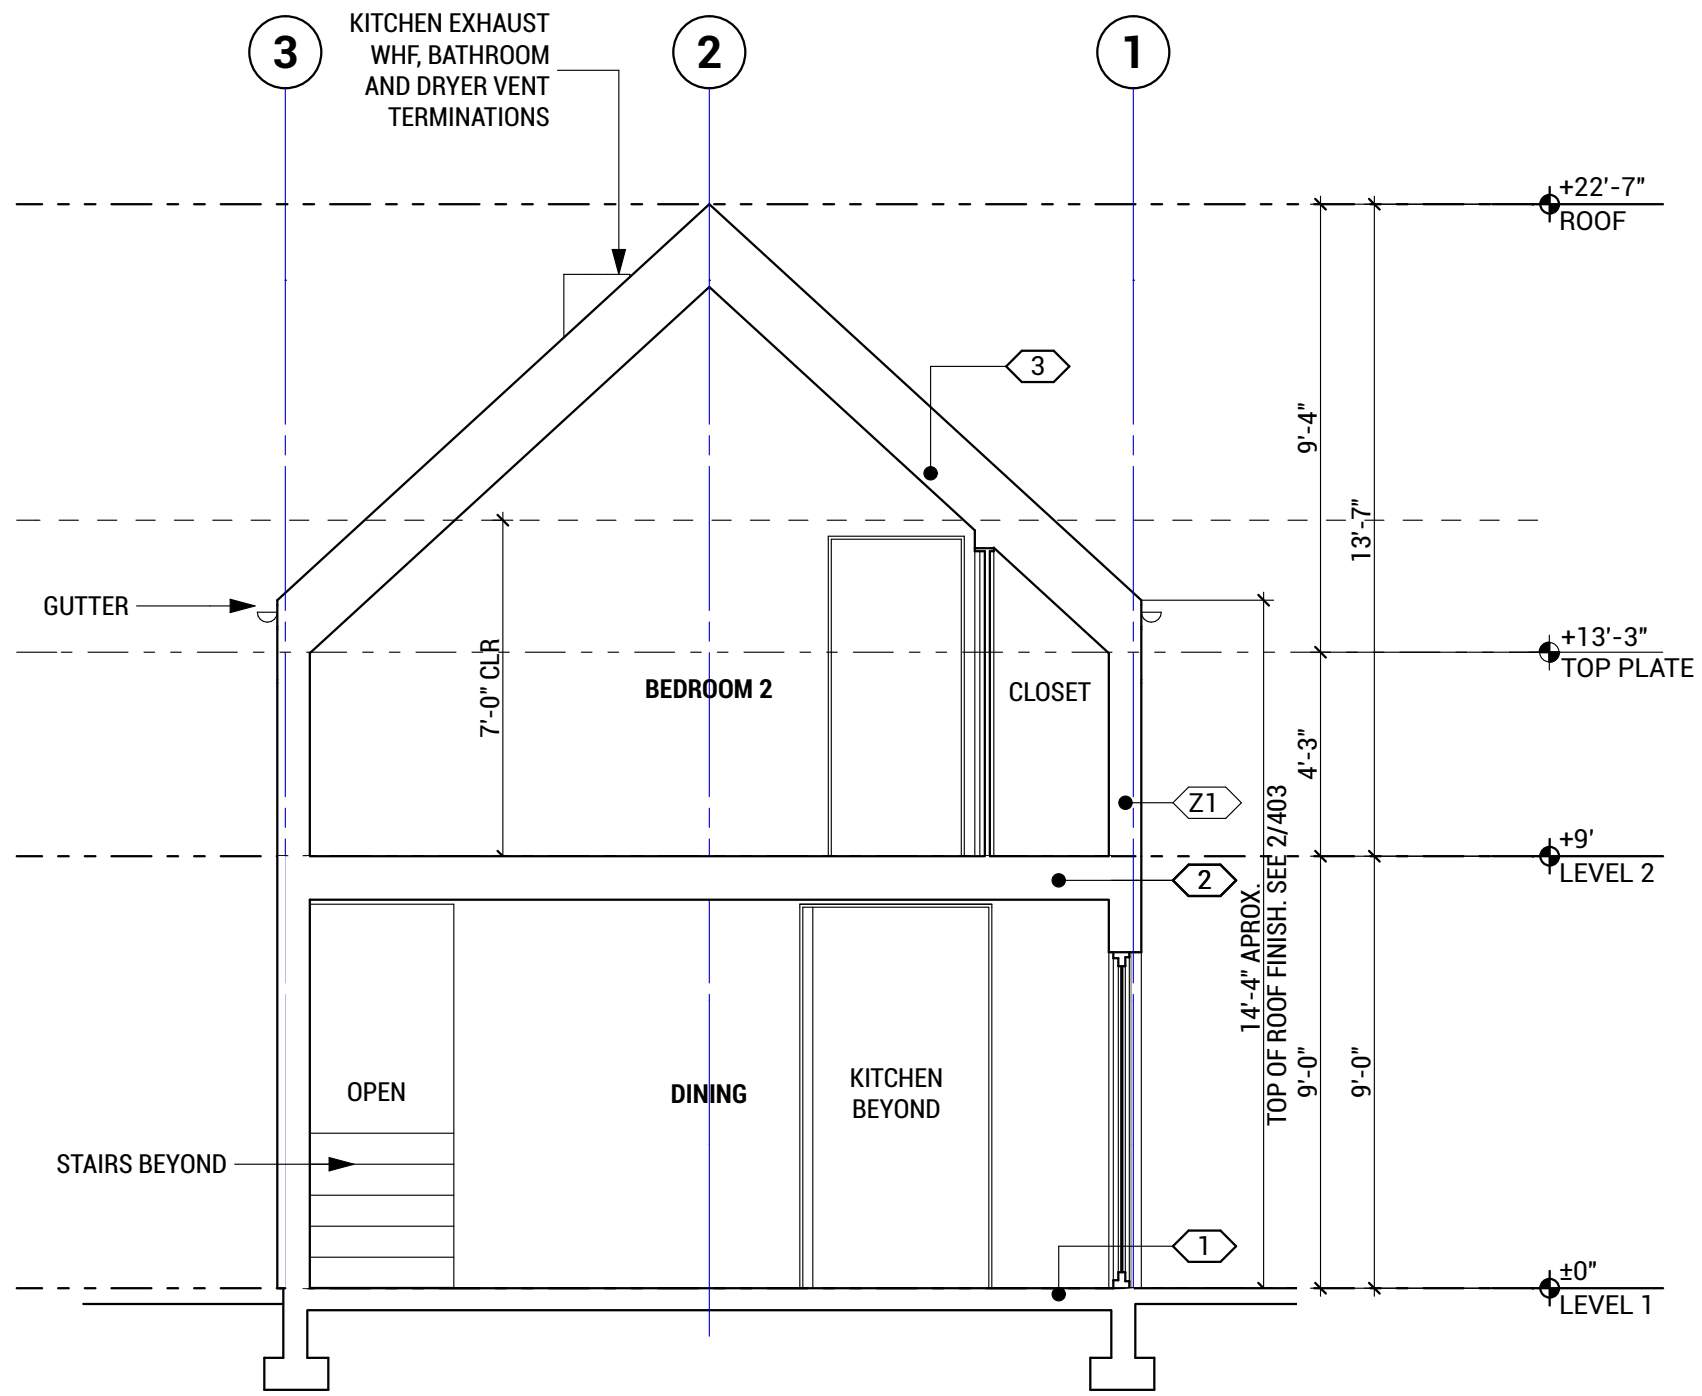 3
2
1
KITCHEN EXHAUST
WHF, BATHROOM
AND DRYER VENT
TERMINATIONS
+22'-7"
ROOF
3
9'-4"
13'-7"
GUTTER
7'-0" CLR
BEDROOM 2
CLOSET
+13'-3"
TOP PLATE
4'-3"
Z1
+9'
LEVEL 2
2
14'-4" APROX.
TOP OF ROOF FINISH. SEE 2/403
9'-0"
9'-0"
OPEN
DINING
KITCHEN
BEYOND
STAIRS BEYOND
1
±0"
LEVEL 1